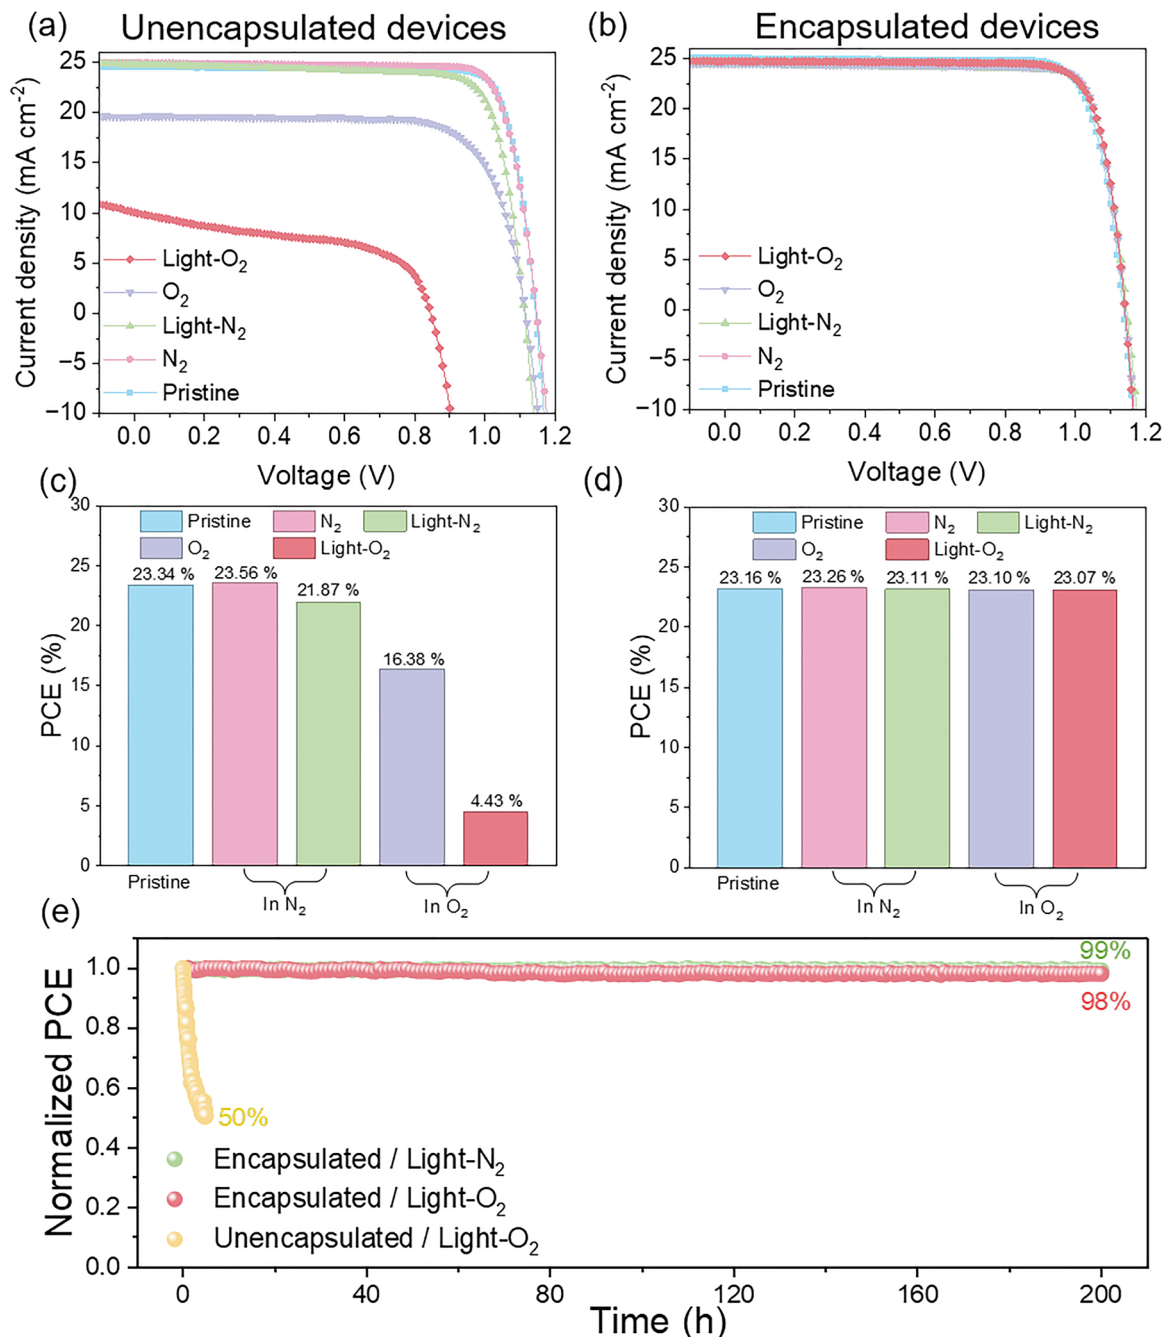 (a) Unencapsulated devices
Current density (mA cm⁻²)
25
20
15
10
5
0
−5
−10
Light-O₂
O₂
Light-N₂
N₂
Pristine
0.0 0.2 0.4 0.6 0.8 1.0 1.2
Voltage (V)
(b) Encapsulated devices
Current density (mA cm⁻²)
25
20
15
10
5
0
−5
−10
Light-O₂
O₂
Light-N₂
N₂
Pristine
0.0 0.2 0.4 0.6 0.8 1.0 1.2
Voltage (V)
(c)
PCE (%)
30
25
20
15
10
5
0
Pristine N₂ Light-N₂
O₂ Light-O₂
23.34 % 23.56 % 21.87 % 16.38 % 4.43 %
Pristine In N₂ In O₂
(d)
PCE (%)
30
25
20
15
10
5
0
Pristine N₂ Light-N₂
O₂ Light-O₂
23.16 % 23.26 % 23.11 % 23.10 % 23.07 %
Pristine In N₂ In O₂
(e)
Normalized PCE
1.0
0.8
0.6
0.4
0.2
0.0
99%
98%
50%
Encapsulated / Light-N₂
Encapsulated / Light-O₂
Unencapsulated / Light-O₂
0 40 80 120 160 200
Time (h)